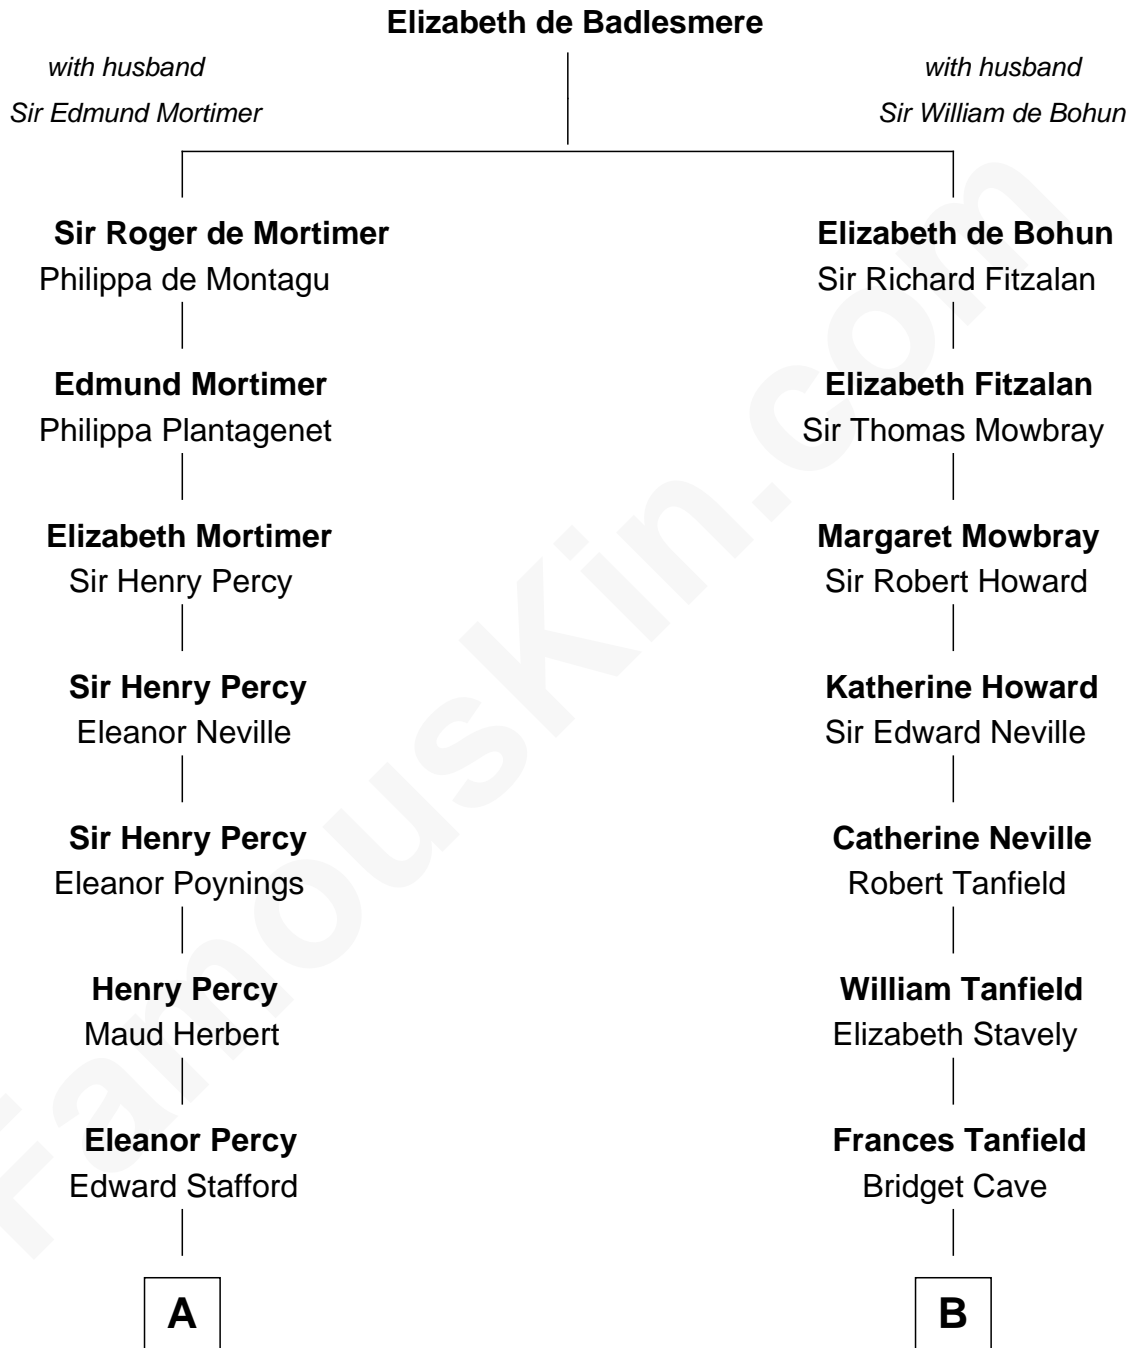 Elizabeth de Badlesmere
with husband
Sir Edmund Mortimer
with husband
Sir William de Bohun
Sir Roger de Mortimer
Philippa de Montagu
Elizabeth de Bohun
Sir Richard Fitzalan
Edmund Mortimer
Philippa Plantagenet
Elizabeth Fitzalan
Sir Thomas Mowbray
Elizabeth Mortimer
Sir Henry Percy
Margaret Mowbray
Sir Robert Howard
Sir Henry Percy
Eleanor Neville
Katherine Howard
Sir Edward Neville
Sir Henry Percy
Eleanor Poynings
Catherine Neville
Robert Tanfield
Henry Percy
Maud Herbert
William Tanfield
Elizabeth Stavely
Eleanor Percy
Edward Stafford
Frances Tanfield
Bridget Cave
A
B
FamousKin.com